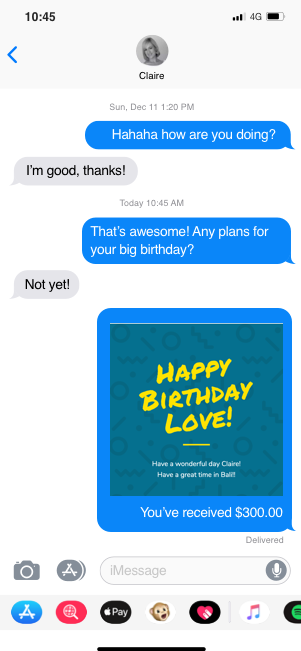 10:45
4G
Claire
Sun, Dec 11 1:20 PM
Hahaha how are you doing?
I'm good, thanks!
Today 10:45 AM
That's awesome! Any plans for
your big birthday?
Not yet!
HAPPY
BIRTHDAY
LOVE!
Have a wonderful day Claire!
Have a great time in Bali!!
You've received $300.00
Delivered
iMessage
Pay